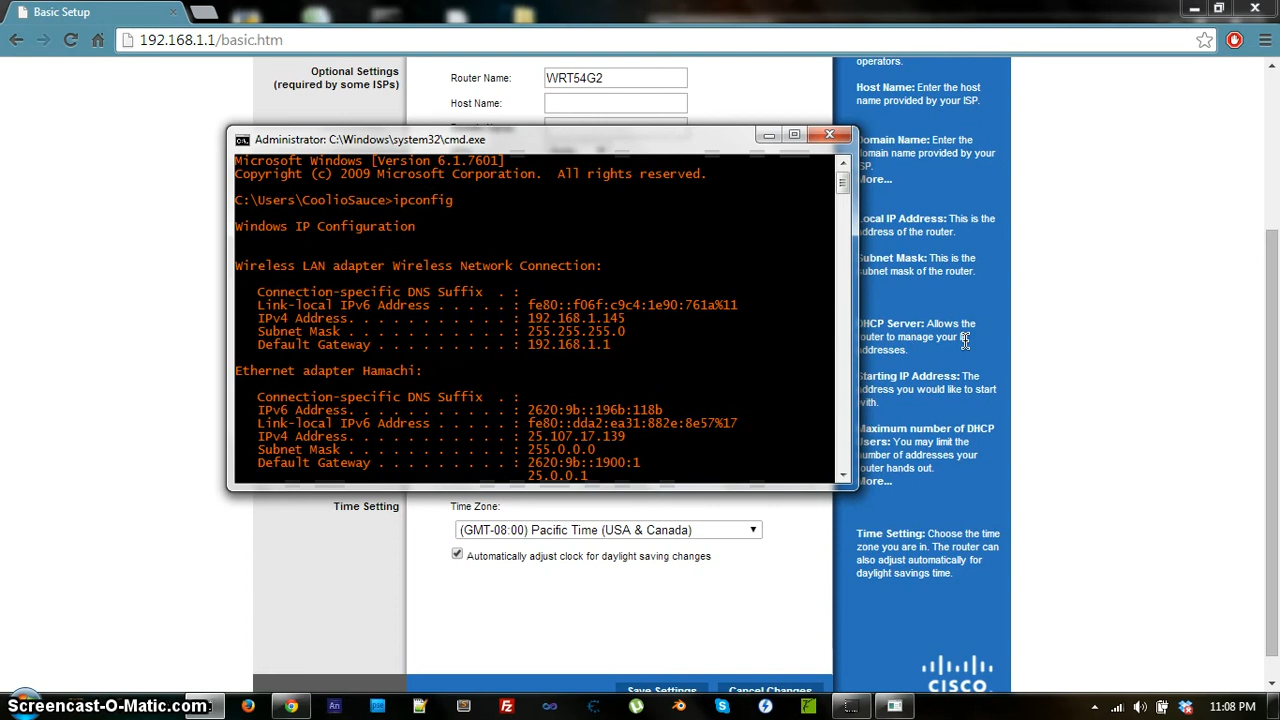 Basic Setup
192.168.1.1/basic.htm
Optional Settings
(required by some ISPs)
Router Name:
WRT54G2
Host Name:
operators.
Host Name: Enter the host
name provided by your ISP.
Domain Name: Enter the
domain name provided by your
ISP.
More...
Local IP Address: This is the
address of the router.
Subnet Mask: This is the
subnet mask of the router.
DHCP Server: Allows the
router to manage your IP
addresses.
Starting IP Address: The
address you would like to start
with.
Maximum number of DHCP
Users: You may limit the
number of addresses your
router hands out.
More...
Time Setting: Choose the time
zone you are in. The router can
also adjust automatically for
daylight savings time.
CISCO
Administrator: C:\Windows\system32\cmd.exe
Microsoft Windows [Version 6.1.7601]
Copyright (c) 2009 Microsoft Corporation.  All rights reserved.
C:\Users\CoolioSauce>ipconfig
Windows IP Configuration
Wireless LAN adapter Wireless Network Connection:
Connection-specific DNS Suffix  . :
Link-local IPv6 Address . . . . . : fe80::f06f:c9c4:1e90:761a%11
IPv4 Address. . . . . . . . . . . : 192.168.1.145
Subnet Mask . . . . . . . . . . . : 255.255.255.0
Default Gateway . . . . . . . . . : 192.168.1.1
Ethernet adapter Hamachi:
Connection-specific DNS Suffix  . :
IPv6 Address. . . . . . . . . . . : 2620:9b::196b:118b
Link-local IPv6 Address . . . . . : fe80::dda2:ea31:882e:8e57%17
IPv4 Address. . . . . . . . . . . : 25.107.17.139
Subnet Mask . . . . . . . . . . . : 255.0.0.0
Default Gateway . . . . . . . . . : 2620:9b::1900:1
25.0.0.1
Time Setting
Time Zone:
(GMT-08:00) Pacific Time (USA & Canada)
Automatically adjust clock for daylight saving changes
Save Settings
Cancel Changes
Screencast-O-Matic.com
An
Ps
11:08 PM